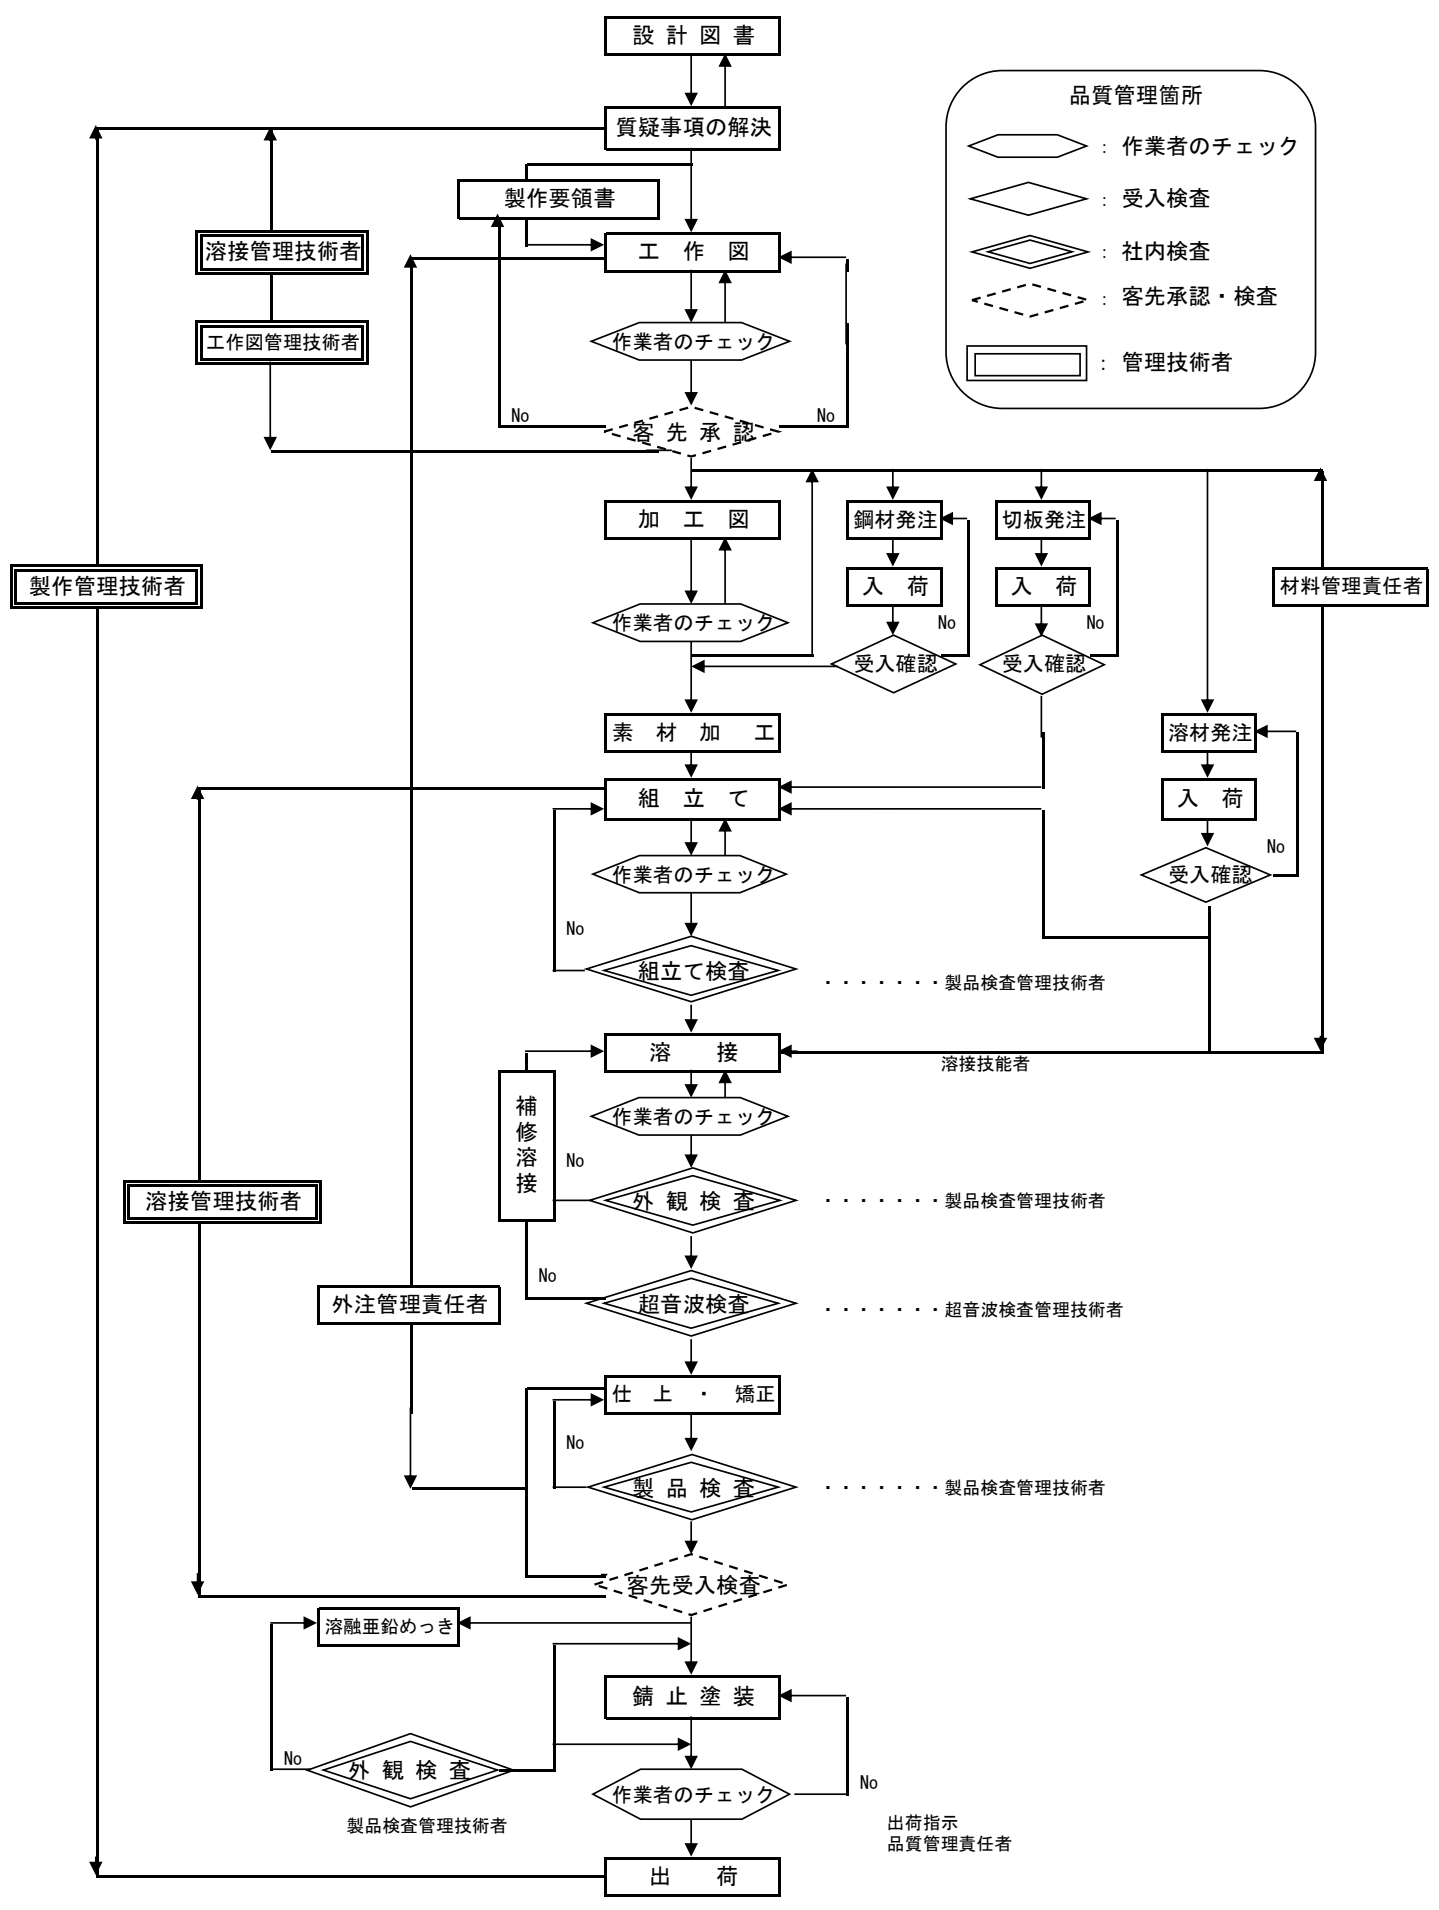 設計図書
品質管理箇所
質疑事項の解決
： 作業者のチェック
製作要領書
： 受入検査
溶接管理技術者
工作図
： 社内検査
： 客先承認・検査
工作図管理技術者
作業者のチェック
： 管理技術者
No
No
客先承認
加工図
鋼材発注
切板発注
製作管理技術者
入荷
入荷
材料管理責任者
作業者のチェック
No
No
受入確認
受入確認
素材加工
溶材発注
組立て
入荷
作業者のチェック
No
受入確認
No
組立て検査
・・・・・・・製品検査管理技術者
溶接
溶接技能者
補修溶接
作業者のチェック
No
溶接管理技術者
外観検査
・・・・・・・製品検査管理技術者
No
外注管理責任者
超音波検査
・・・・・・・超音波検査管理技術者
仕上・矯正
No
製品検査
・・・・・・・製品検査管理技術者
客先受入検査
溶融亜鉛めっき
錆止塗装
No
外観検査
作業者のチェック
No
製品検査管理技術者
出荷指示
品質管理責任者
出荷